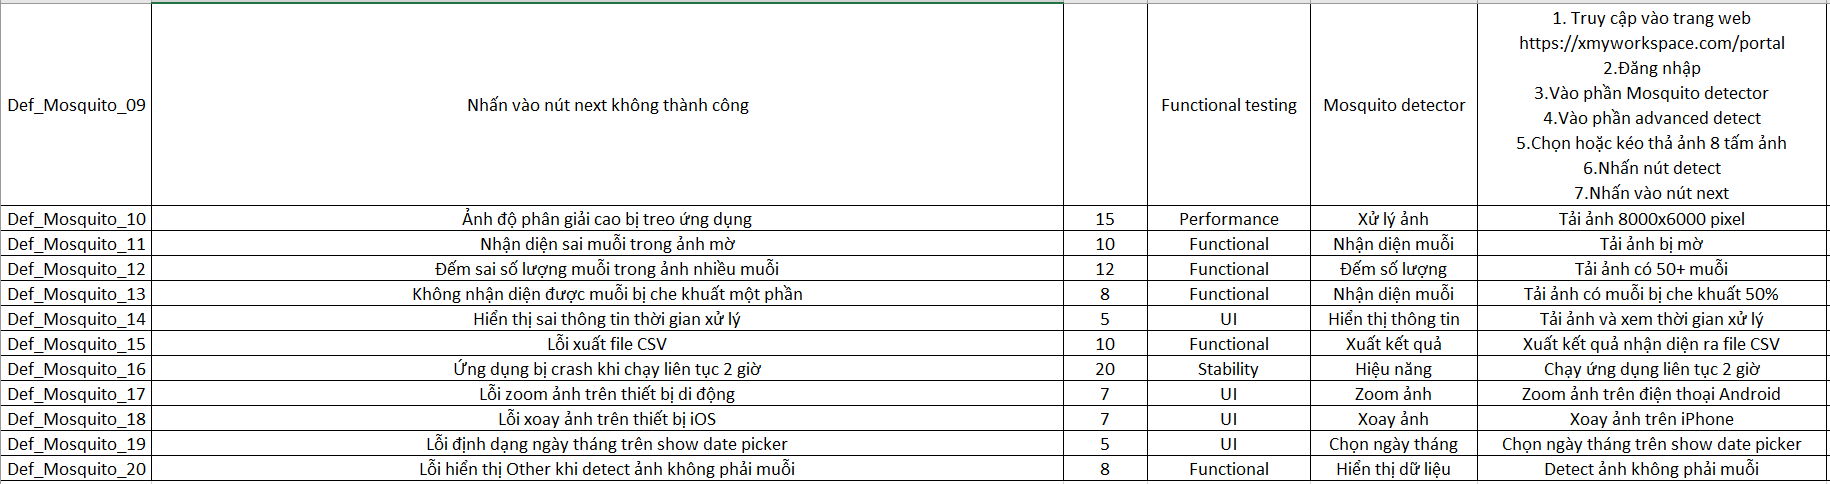 Def_Mosquito_09 Nhấn vào nút next không thành công Functional testing Mosquito detector 1. Truy cập vào trang web
https://xmyworkspace.com/portal
2.Đăng nhập
3.Vào phần Mosquito detector
4.Vào phần advanced detect
5.Chọn hoặc kéo thả ảnh 8 tấm ảnh
6.Nhấn nút detect
7.Nhấn vào nút next
Def_Mosquito_10 Ảnh độ phân giải cao bị treo ứng dụng 15 Performance Xử lý ảnh Tải ảnh 8000x6000 pixel
Def_Mosquito_11 Nhận diện sai muỗi trong ảnh mờ 10 Functional Nhận diện muỗi Tải ảnh bị mờ
Def_Mosquito_12 Đếm sai số lượng muỗi trong ảnh nhiều muỗi 12 Functional Đếm số lượng Tải ảnh có 50+ muỗi
Def_Mosquito_13 Không nhận diện được muỗi bị che khuất một phần 8 Functional Nhận diện muỗi Tải ảnh có muỗi bị che khuất 50%
Def_Mosquito_14 Hiển thị sai thông tin thời gian xử lý 5 UI Hiển thị thông tin Tải ảnh và xem thời gian xử lý
Def_Mosquito_15 Lỗi xuất file CSV 10 Functional Xuất kết quả Xuất kết quả nhận diện ra file CSV
Def_Mosquito_16 Ứng dụng bị crash khi chạy liên tục 2 giờ 20 Stability Hiệu năng Chạy ứng dụng liên tục 2 giờ
Def_Mosquito_17 Lỗi zoom ảnh trên thiết bị di động 7 UI Zoom ảnh Zoom ảnh trên điện thoại Android
Def_Mosquito_18 Lỗi xoay ảnh trên thiết bị iOS 7 UI Xoay ảnh Xoay ảnh trên iPhone
Def_Mosquito_19 Lỗi định dạng ngày tháng trên show date picker 5 UI Chọn ngày tháng Chọn ngày tháng trên show date picker
Def_Mosquito_20 Lỗi hiển thị Other khi detect ảnh không phải muỗi 8 Functional Hiển thị dữ liệu Detect ảnh không phải muỗi